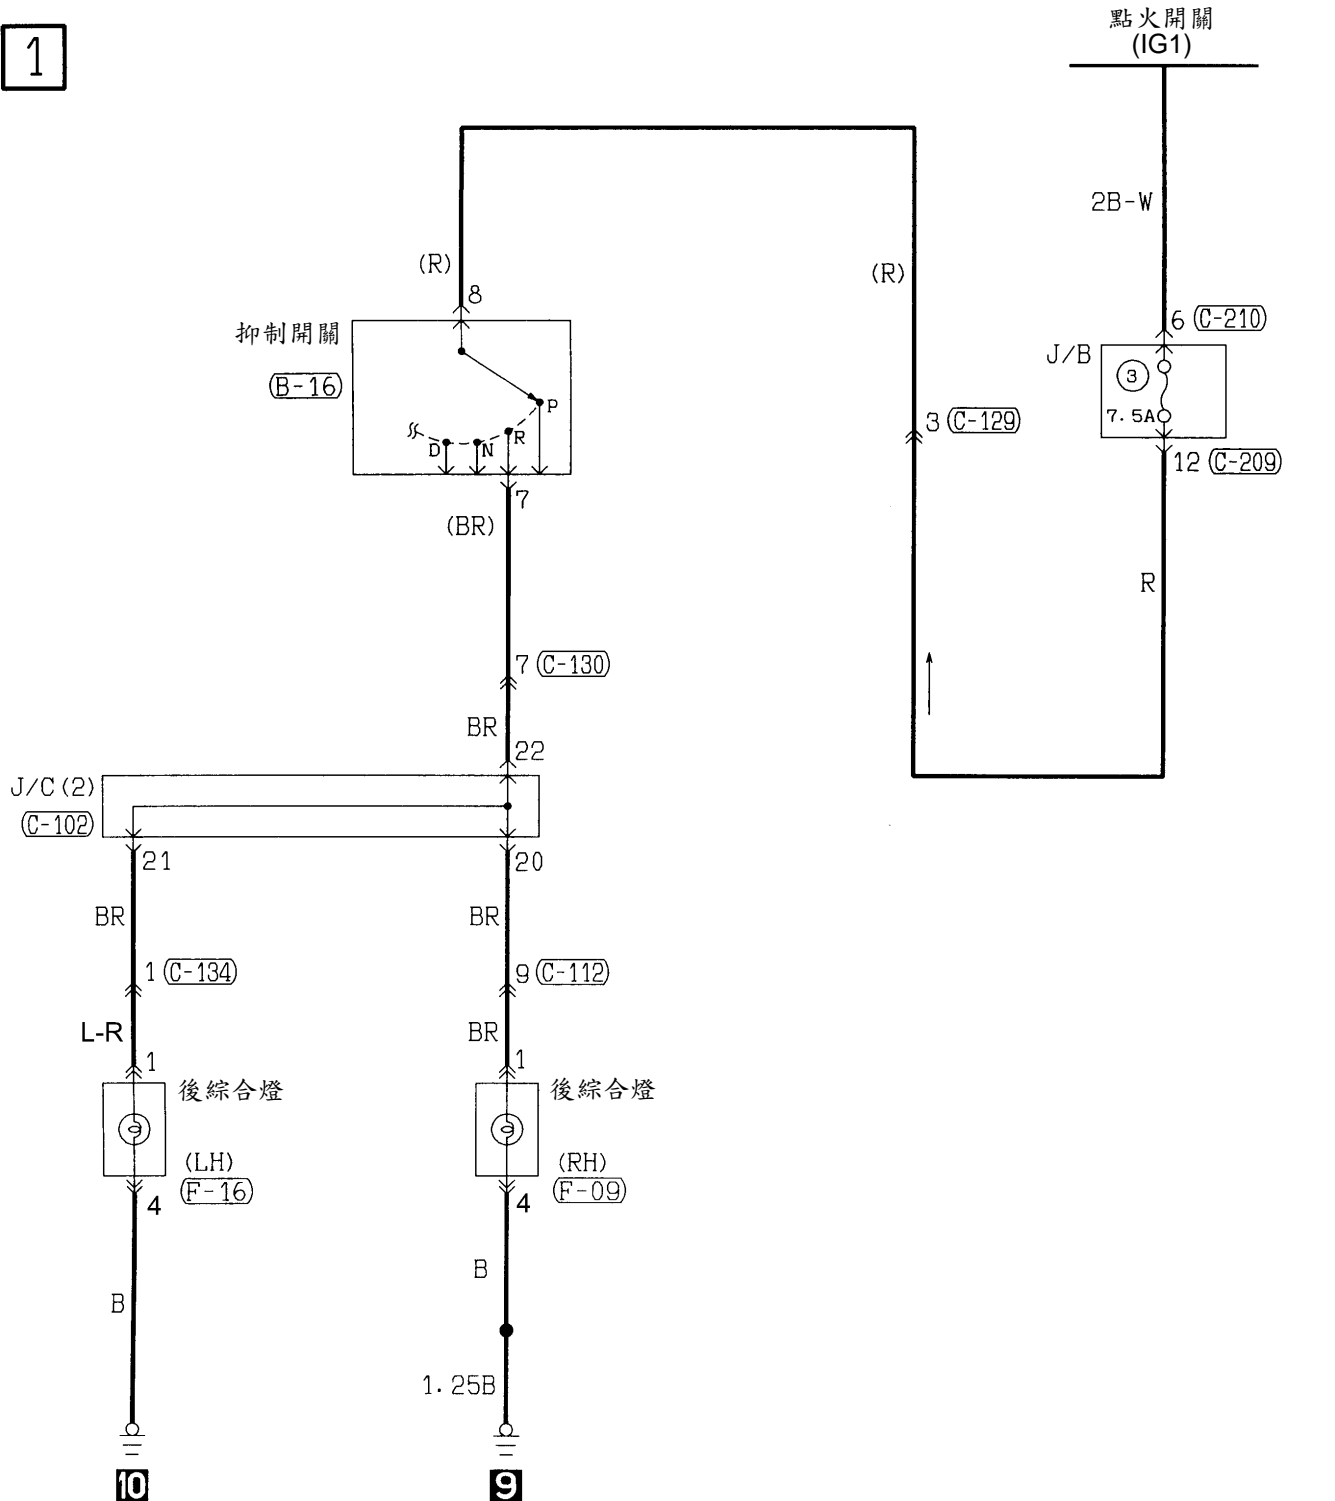 1
點火開關
(IG1)
2B-W
(R)
(R)
8
6 (C-210)
抑制開關
J/B
(B-16)
3
P
7.5A
3 (C-129)
R
D
N
12 (C-209)
7
(BR)
R
7 (C-130)
BR
22
J/C(2)
(C-102)
21
20
BR
BR
1 (C-134)
9 (C-112)
L-R
BR
1
1
後綜合燈
後綜合燈
(LH)
(RH)
(F-16)
(F-09)
4
4
B
B
1.25B
10
9